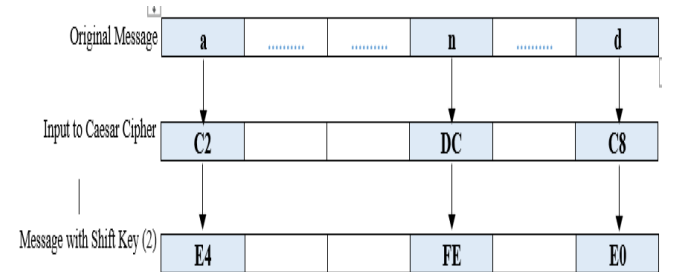 Original Message a .......... .......... n .......... d
Input to Caesar Cipher C2 DC C8
Message with Shift Key (2) E4 FE E0